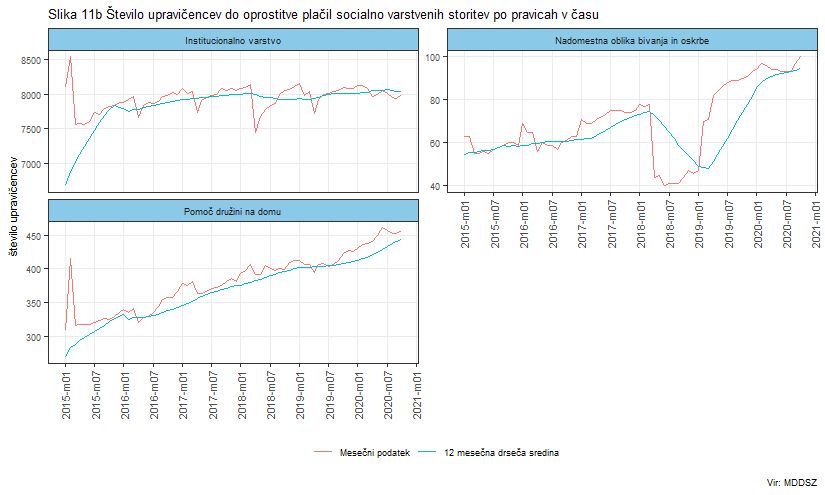 Slika 11b Število upravičencev do oprostitve plačil socialno varstvenih storitev po pravicah v času
število upravičencev
Institucionalno varstvo
8500
8000
7500
7000
Nadomestna oblika bivanja in oskrbe
100
80
60
40
2015-m01
2015-m07
2016-m01
2016-m07
2017-m01
2017-m07
2018-m01
2018-m07
2019-m01
2019-m07
2020-m01
2020-m07
2021-m01
Pomoč družini na domu
450
400
350
300
2015-m01
2015-m07
2016-m01
2016-m07
2017-m01
2017-m07
2018-m01
2018-m07
2019-m01
2019-m07
2020-m01
2020-m07
2021-m01
Mesečni podatek
12 mesečna drseča sredina
Vir: MDDSZ